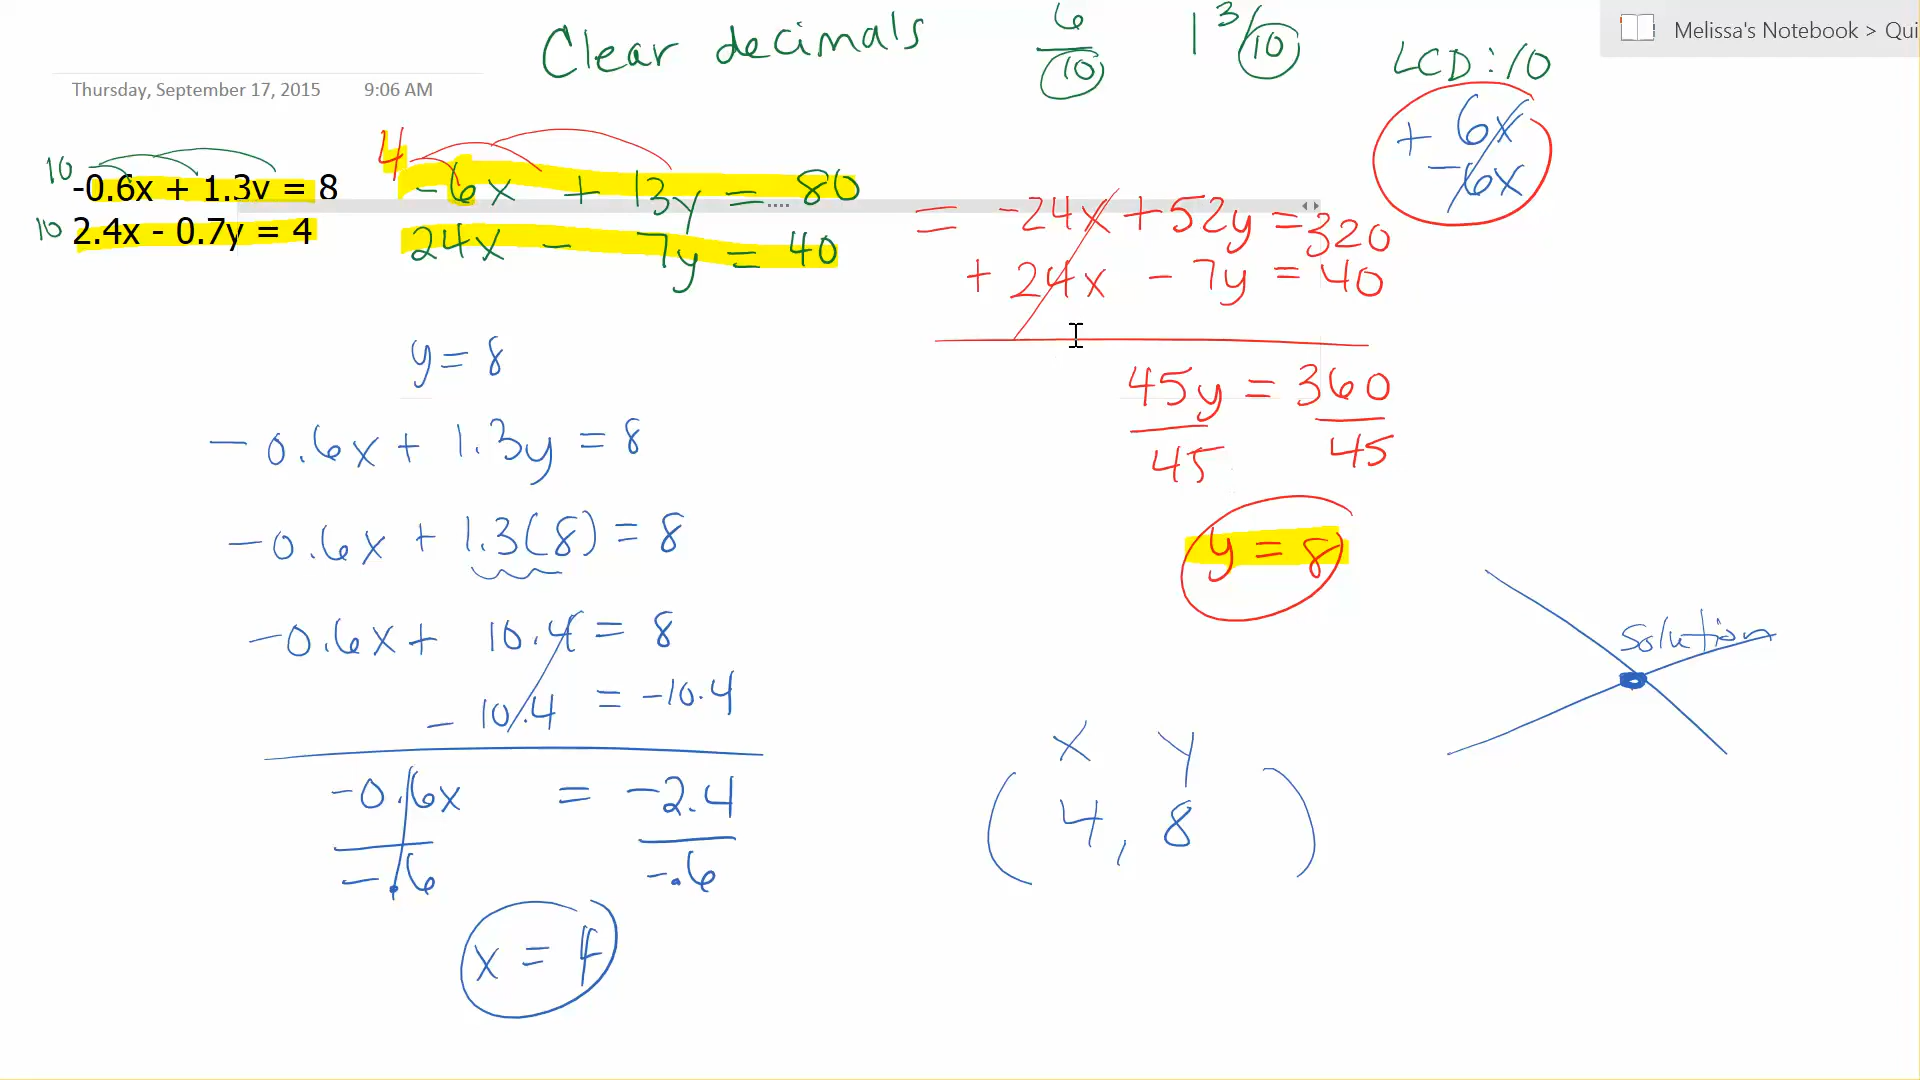 Melissa's Notebook > Qui
Clear decimals 6/10 1 3/10 LCD: 10
Thursday, September 17, 2015 9:06 AM
+ 6x
-6x
10 -0.6x + 1.3y = 8
10 2.4x - 0.7y = 4
4 -6x + 13y = 80
24x - 7y = 40
= -24x + 52y = 320
+ 24x - 7y = 40
45y = 360
45 45
y = 8
y = 8
-0.6x + 1.3y = 8
-0.6x + 1.3(8) = 8
-0.6x + 10.4 = 8
- 10.4 = -10.4
-0.6x = -2.4
-.6 -.6
x = 4
Solution
x y
(4, 8)